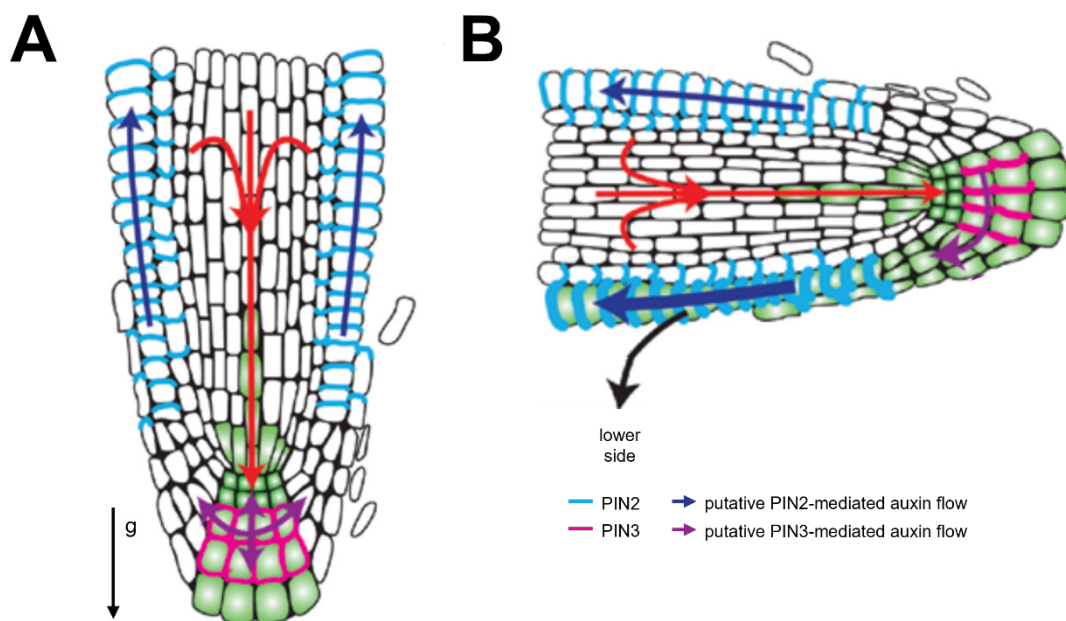 A
B
g
lower
side
PIN2
putative PIN2-mediated auxin flow
PIN3
putative PIN3-mediated auxin flow